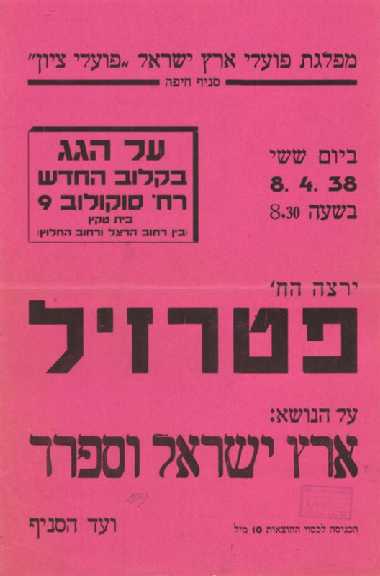 מפלגת פועלי ארץ ישראל „פועלי ציון”
סניף חיפה
ביום ששי
8. 4. 38
בשעה 8.30
על הגג
בקלוב החדש
רח' סוקולוב 9
בית טקץ
(בין רחוב הרצל ורחוב החלוץ)
ירצה הח'
פטרזיל
על הנושא:
ארץ ישראל וספרד
הכניסה לכסוי ההוצאות 10 מיל
ועד הסניף